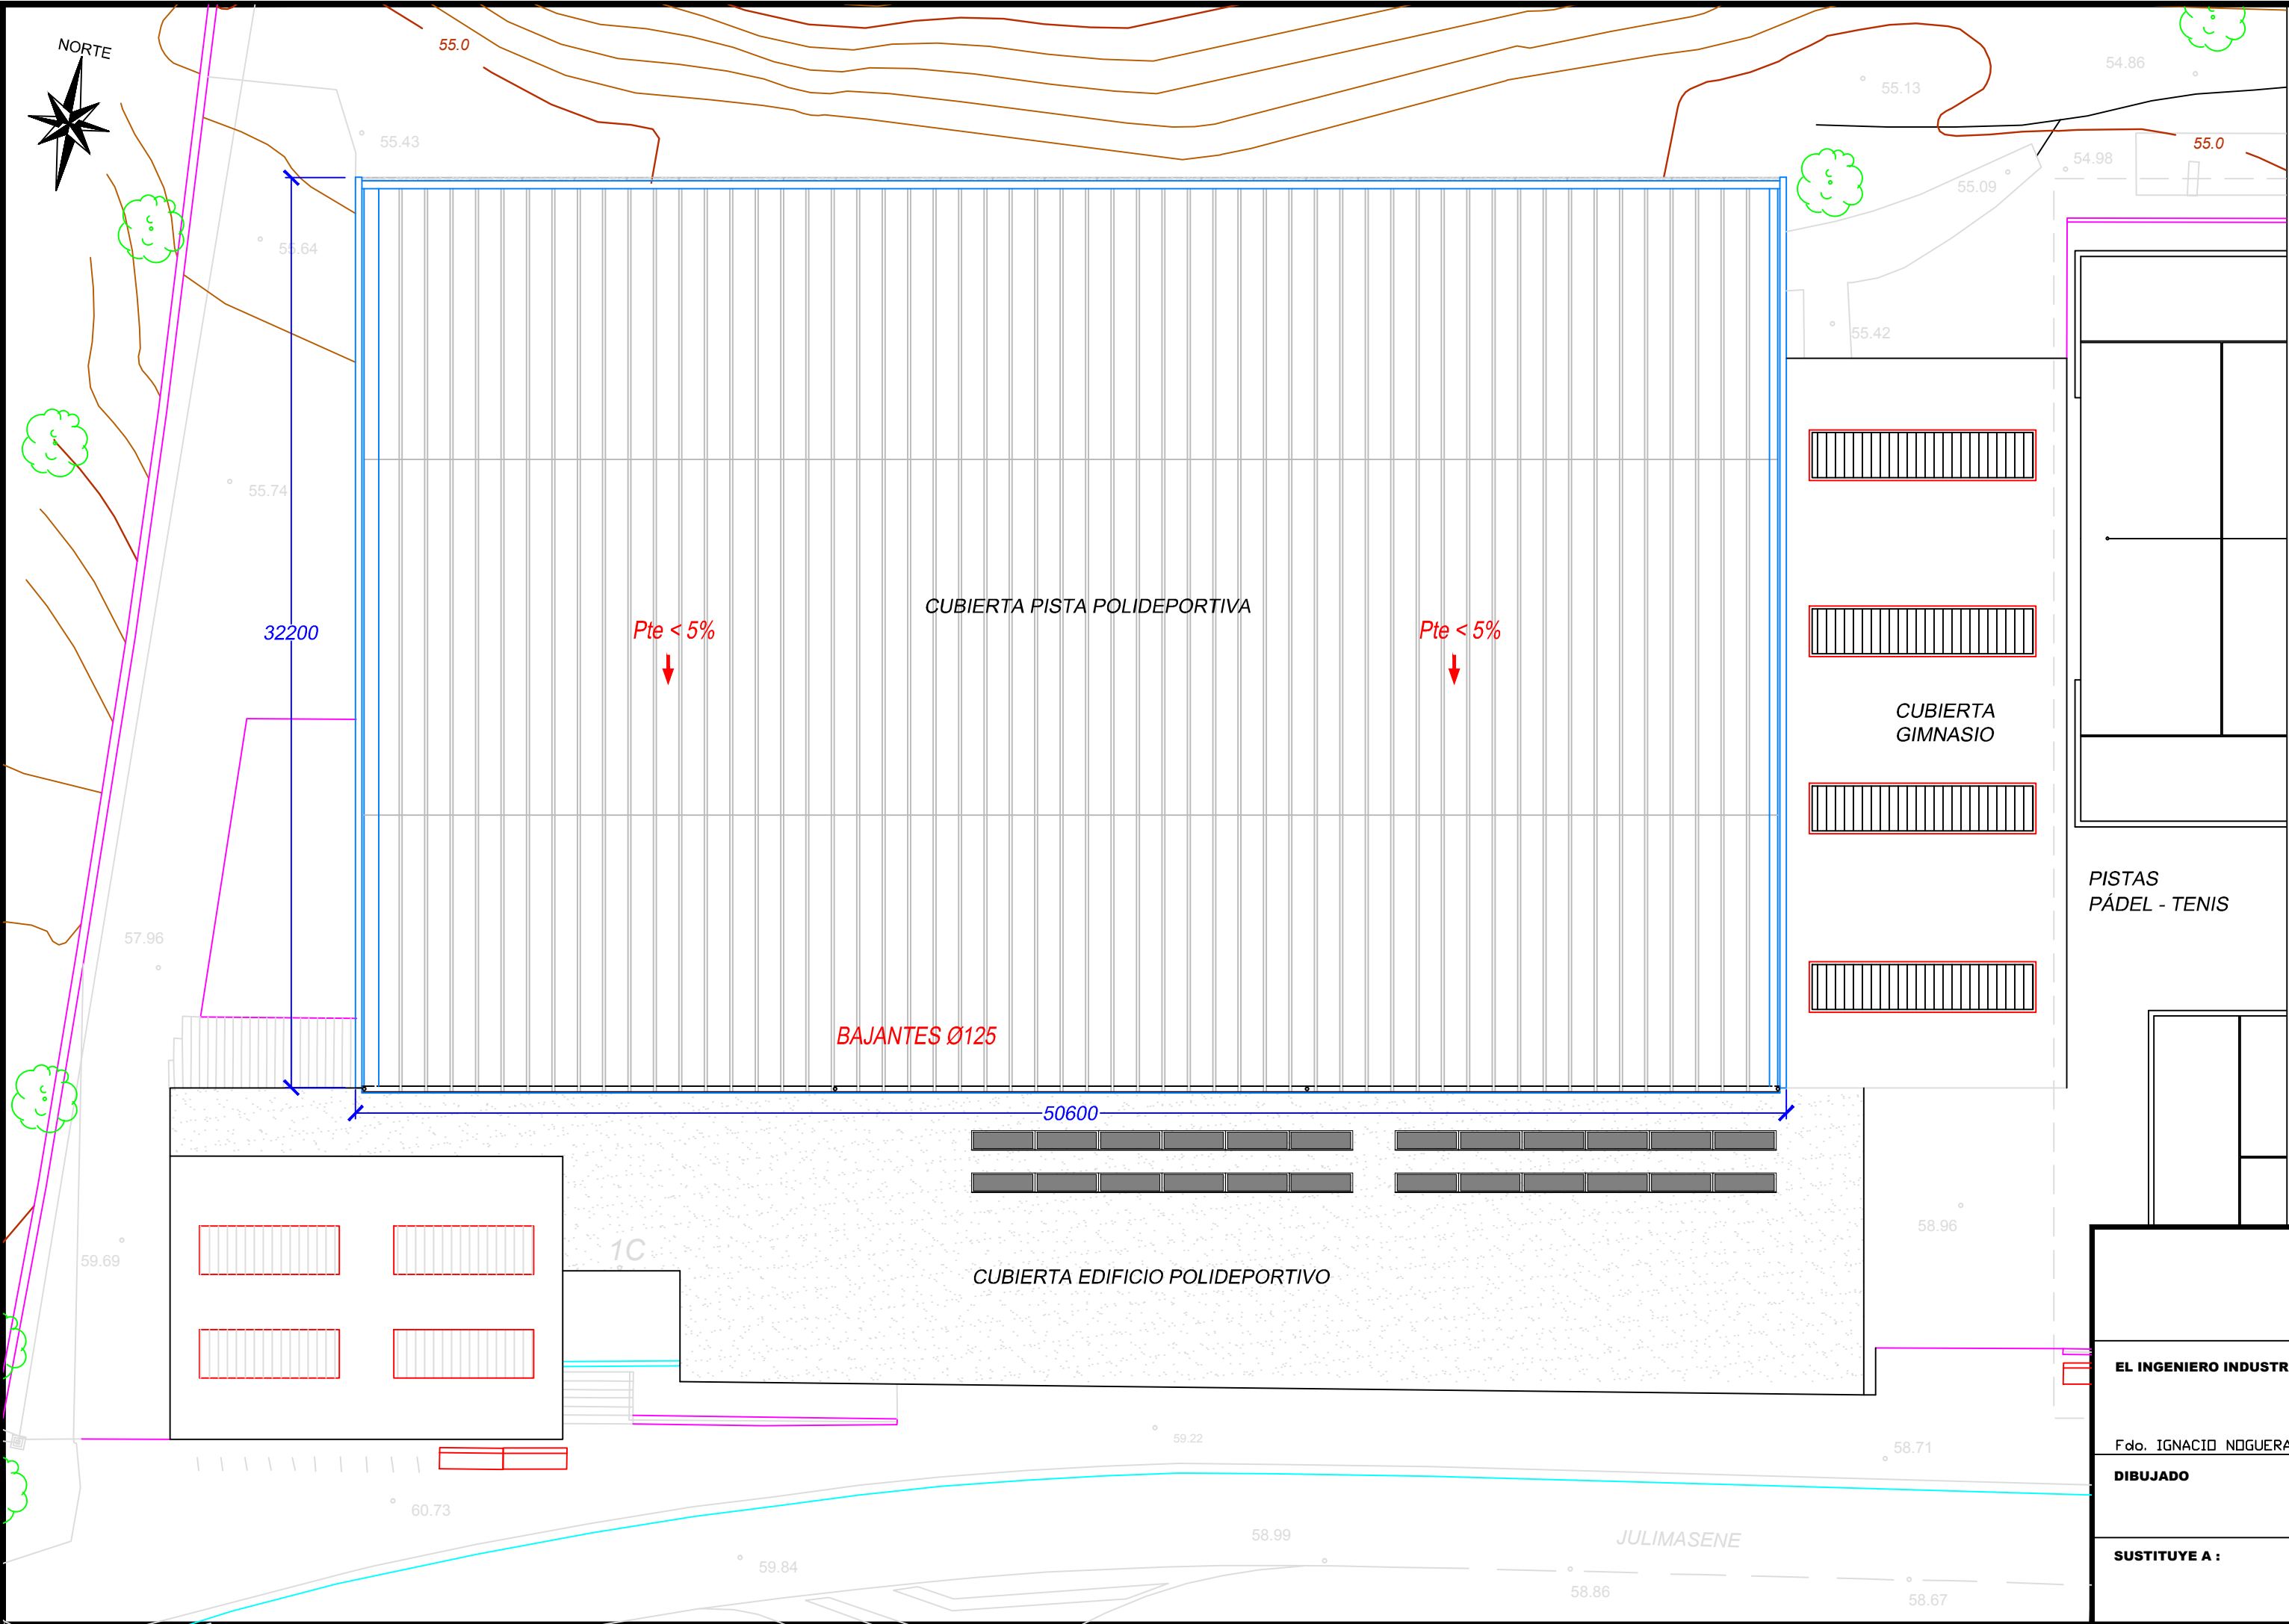 NORTE
55.0
54.86
55.13
55.43
55.0
54.98
55.09
55.64
55.42
55.74
CUBIERTA PISTA POLIDEPORTIVA
32200
Pte < 5%
Pte < 5%
CUBIERTA
GIMNASIO
PISTAS
PÁDEL - TENIS
57.96
BAJANTES Ø125
50600
58.96
1C
59.69
CUBIERTA EDIFICIO POLIDEPORTIVO
EL INGENIERO INDUSTR
59.22
58.71
Fdo. IGNACIO NOGUERA
DIBUJADO
60.73
58.99
JULIMASENE
59.84
SUSTITUYE A :
58.86
58.67